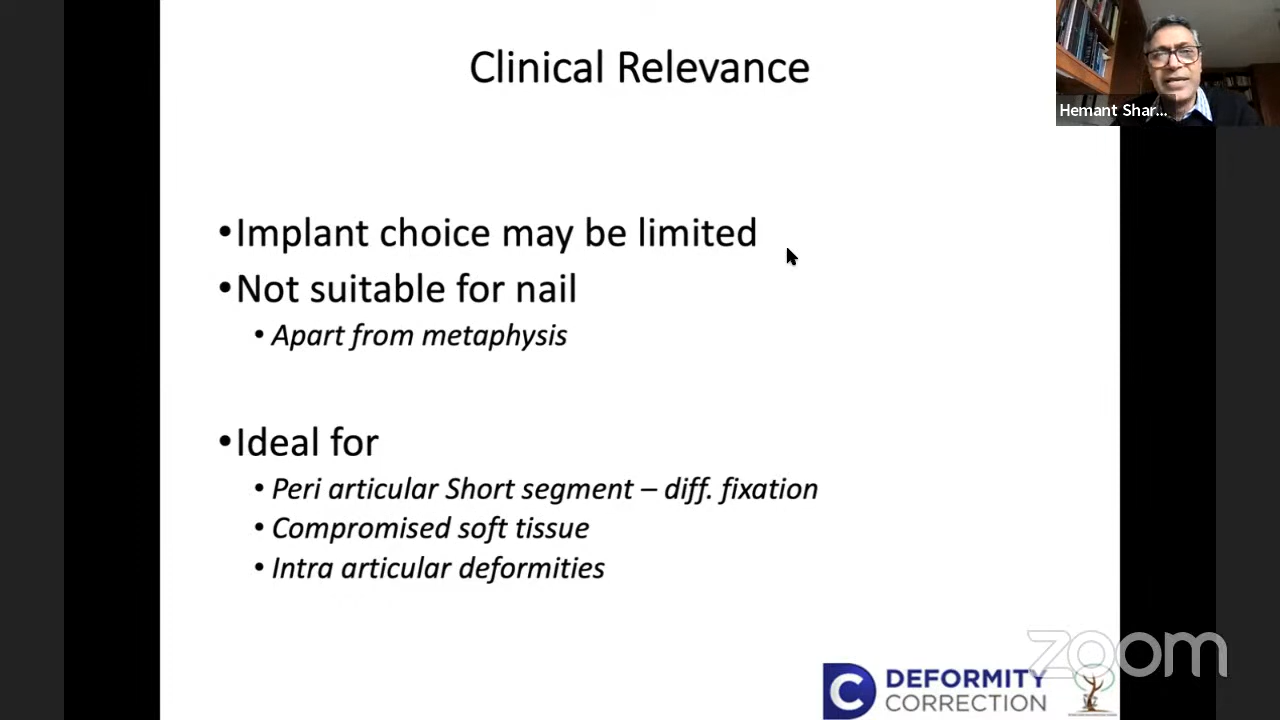 Clinical Relevance
Hemant Shar...
•Implant choice may be limited
•Not suitable for nail
• Apart from metaphysis
•Ideal for
• Peri articular Short segment – diff. fixation
• Compromised soft tissue
• Intra articular deformities
zoom
C DEFORMITY
CORRECTION